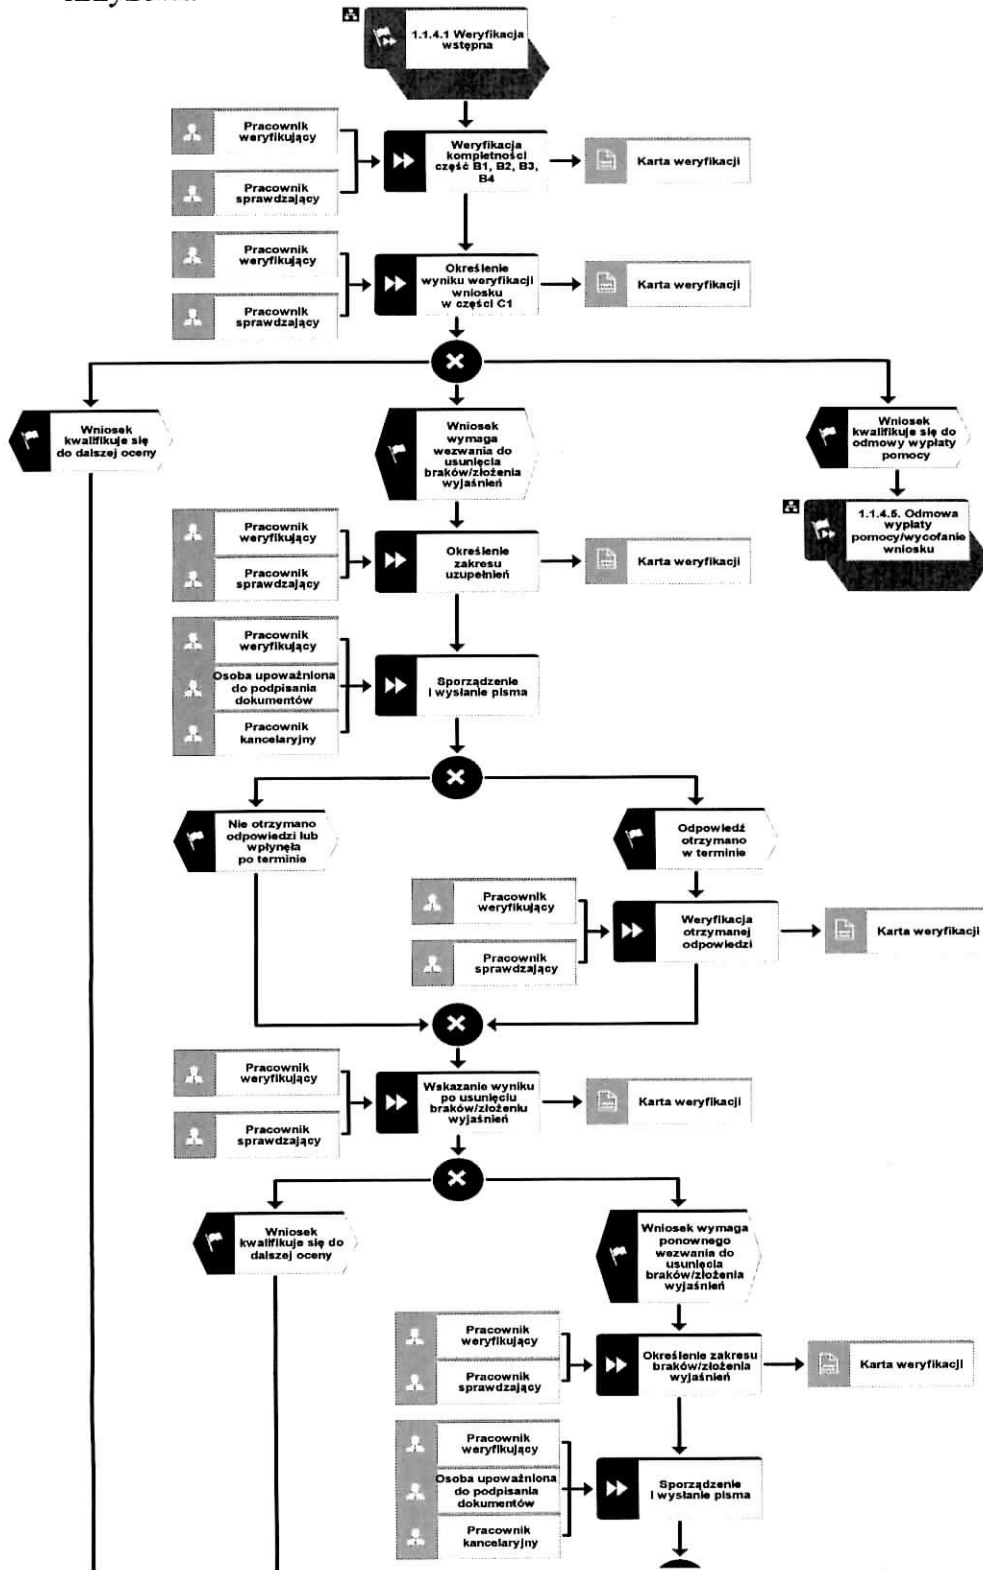 1.1.4.1 Weryfikacja
wstępna
Pracownik
weryfikujący
Pracownik
sprawdzający
Weryfikacja
kompletności
część B1, B2, B3,
B4
Karta weryfikacji
Pracownik
weryfikujący
Pracownik
sprawdzający
Określenie
wyniku weryfikacji
wniosku
w części C1
Karta weryfikacji
Wniosek
kwalifikuje się
do dalszej oceny
Wniosek
wymaga
wezwania do
usunięcia
braków/złożenia
wyjaśnień
Wniosek
kwalifikuje się do
odmowy wypłaty
pomocy
1.1.4.5. Odmowa
wypłaty
pomocy/wycofanie
wniosku
Pracownik
weryfikujący
Pracownik
sprawdzający
Określenie
zakresu
uzupełnień
Karta weryfikacji
Pracownik
weryfikujący
Osoba upoważniona
do podpisania
dokumentów
Pracownik
kancelaryjny
Sporządzenie
i wysłanie pisma
Nie otrzymano
odpowiedzi lub
wpłynęła
po terminie
Odpowiedź
otrzymano
w terminie
Pracownik
weryfikujący
Pracownik
sprawdzający
Weryfikacja
otrzymanej
odpowiedzi
Karta weryfikacji
Pracownik
weryfikujący
Pracownik
sprawdzający
Wskazanie wyniku
po usunięciu
braków/złożeniu
wyjaśnień
Karta weryfikacji
Wniosek
kwalifikuje się do
dalszej oceny
Wniosek wymaga
ponownego
wezwania do
usunięcia
braków/złożenia
wyjaśnień
Pracownik
weryfikujący
Pracownik
sprawdzający
Określenie zakresu
braków/złożenia
wyjaśnień
Karta weryfikacji
Pracownik
weryfikujący
Osoba upoważniona
do podpisania
dokumentów
Pracownik
kancelaryjny
Sporządzenie
i wysłanie pisma